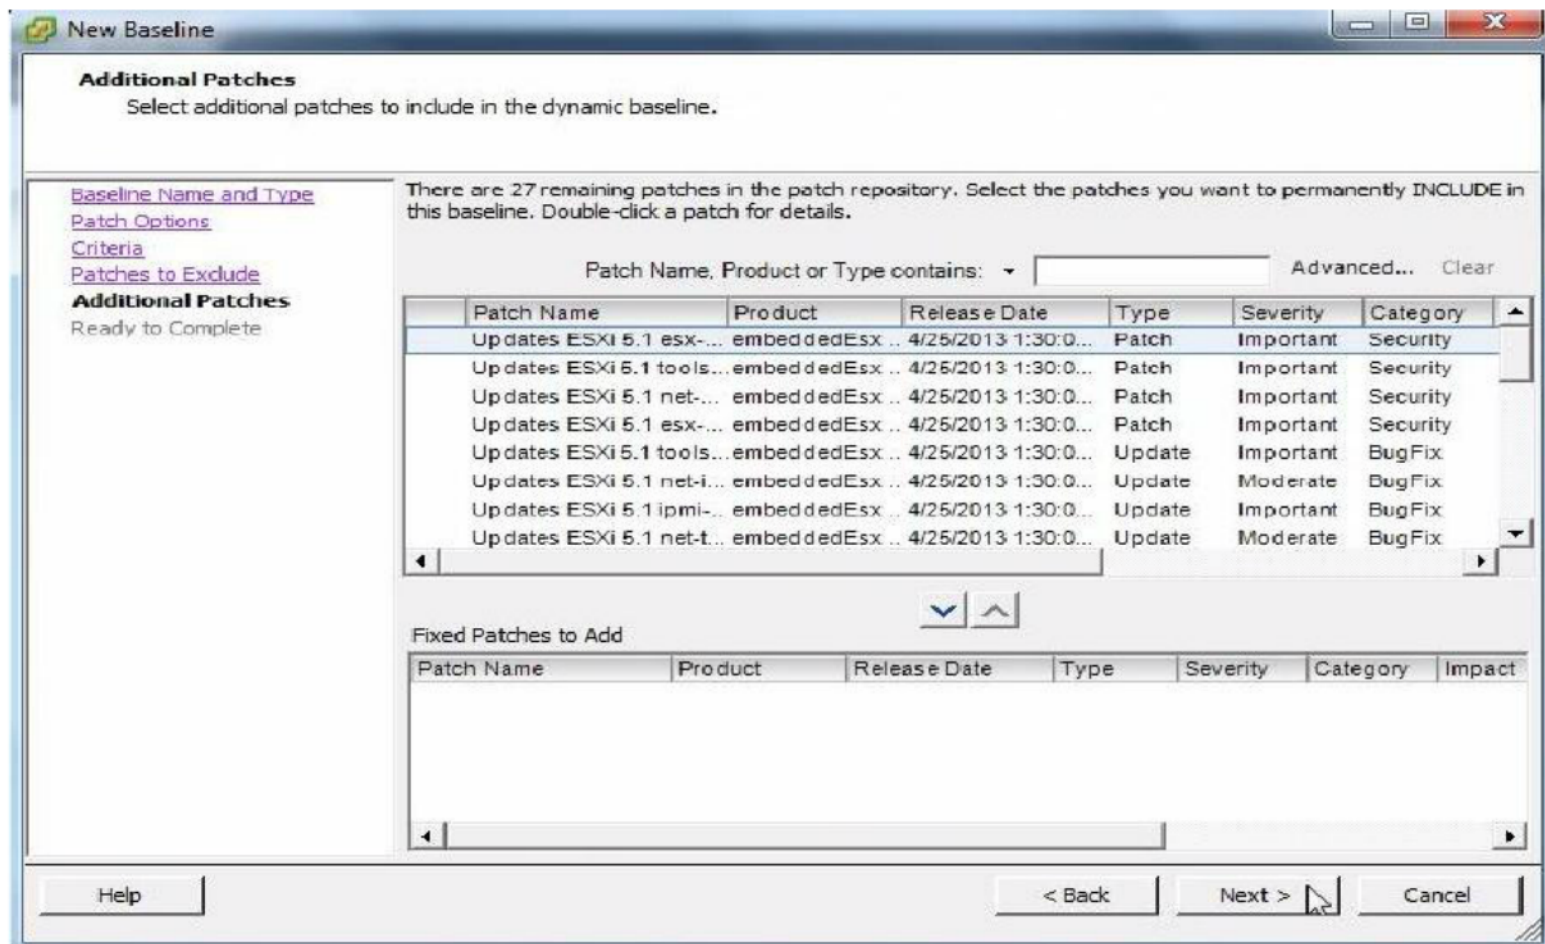 New Baseline
Additional Patches
Select additional patches to include in the dynamic baseline.
Baseline Name and Type
Patch Options
Criteria
Patches to Exclude
Additional Patches
Ready to Complete
There are 27 remaining patches in the patch repository. Select the patches you want to permanently INCLUDE in
this baseline. Double-click a patch for details.
Patch Name, Product or Type contains: Advanced... Clear
Patch Name Product Release Date Type Severity Category
Updates ESXi 5.1 esx-... embeddedEsx .. 4/25/2013 1:30:0... Patch Important Security
Updates ESXi 5.1 tools... embeddedEsx .. 4/25/2013 1:30:0... Patch Important Security
Updates ESXi 5.1 net-... embeddedEsx .. 4/25/2013 1:30:0... Patch Important Security
Updates ESXi 5.1 esx-... embeddedEsx .. 4/25/2013 1:30:0... Patch Important Security
Updates ESXi 5.1 tools... embeddedEsx .. 4/25/2013 1:30:0... Update Important BugFix
Updates ESXi 5.1 net-i... embeddedEsx .. 4/25/2013 1:30:0... Update Moderate BugFix
Updates ESXi 5.1 ipmi-... embeddedEsx .. 4/25/2013 1:30:0... Update Important BugFix
Updates ESXi 5.1 net-t... embeddedEsx .. 4/25/2013 1:30:0... Update Moderate BugFix
Fixed Patches to Add
Patch Name Product Release Date Type Severity Category Impact
Help < Back Next > Cancel